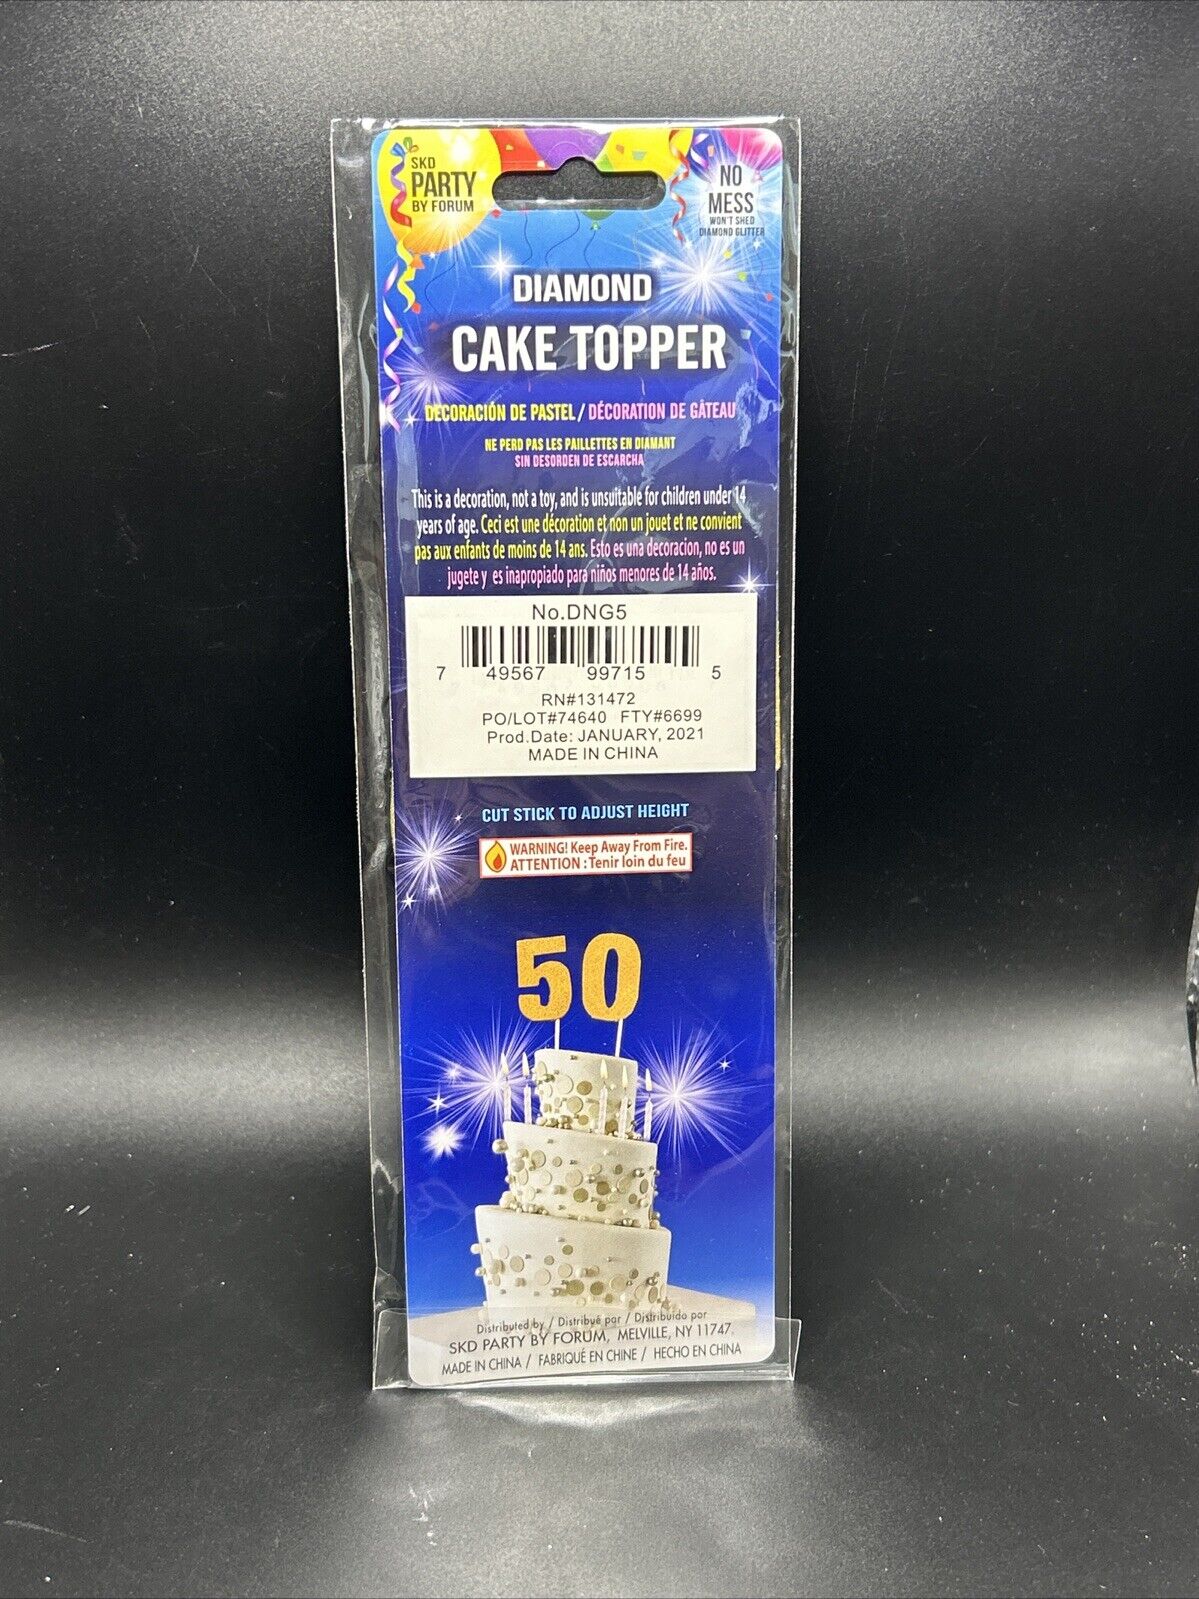 SKD
PARTY
BY FORUM
NO
MESS
WON'T SHED
DIAMOND GLITTER
DIAMOND
CAKE TOPPER
DECORACIÓN DE PASTEL / DÉCORATION DE GÂTEAU
NE PERD PAS LES PAILLETTES EN DIAMANT
SIN DESORDEN DE ESCARCHA
This is a decoration, not a toy, and is unsuitable for children under 14
years of age. Ceci est une décoration et non un jouet et ne convient
pas aux enfants de moins de 14 ans. Esto es una decoracion, no es un
jugete y es inapropiado para niños menores de 14 años.
No.DNG5
7 49567 99715 5
RN#131472
PO/LOT#74640 FTY#6699
Prod.Date: JANUARY, 2021
MADE IN CHINA
CUT STICK TO ADJUST HEIGHT
WARNING! Keep Away From Fire.
ATTENTION : Tenir loin du feu
50
Distributed by / Distribué par / Distribuido por
SKD PARTY BY FORUM, MELVILLE, NY 11747.
MADE IN CHINA / FABRIQUÉ EN CHINE / HECHO EN CHINA